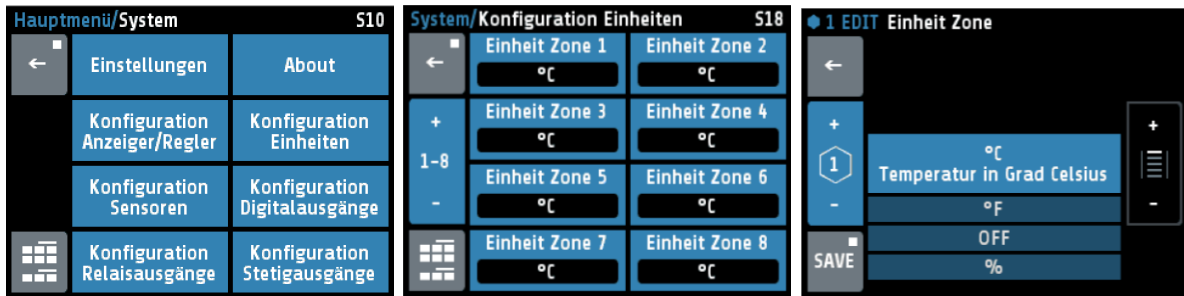 Hauptmenü/System S10
←
Einstellungen About
Konfiguration Anzeiger/Regler
Konfiguration Einheiten
Konfiguration Sensoren
Konfiguration Digitalausgänge
Konfiguration Relaisausgänge
Konfiguration Stetigausgänge
System/Konfiguration Einheiten S18
←
Einheit Zone 1 Einheit Zone 2
°C °C
+
1-8
-
Einheit Zone 3 Einheit Zone 4
°C °C
Einheit Zone 5 Einheit Zone 6
°C °C
Einheit Zone 7 Einheit Zone 8
°C °C
1 EDIT Einheit Zone
←
+
1
-
SAVE
°C
Temperatur in Grad Celsius
°F
OFF
%
+
-